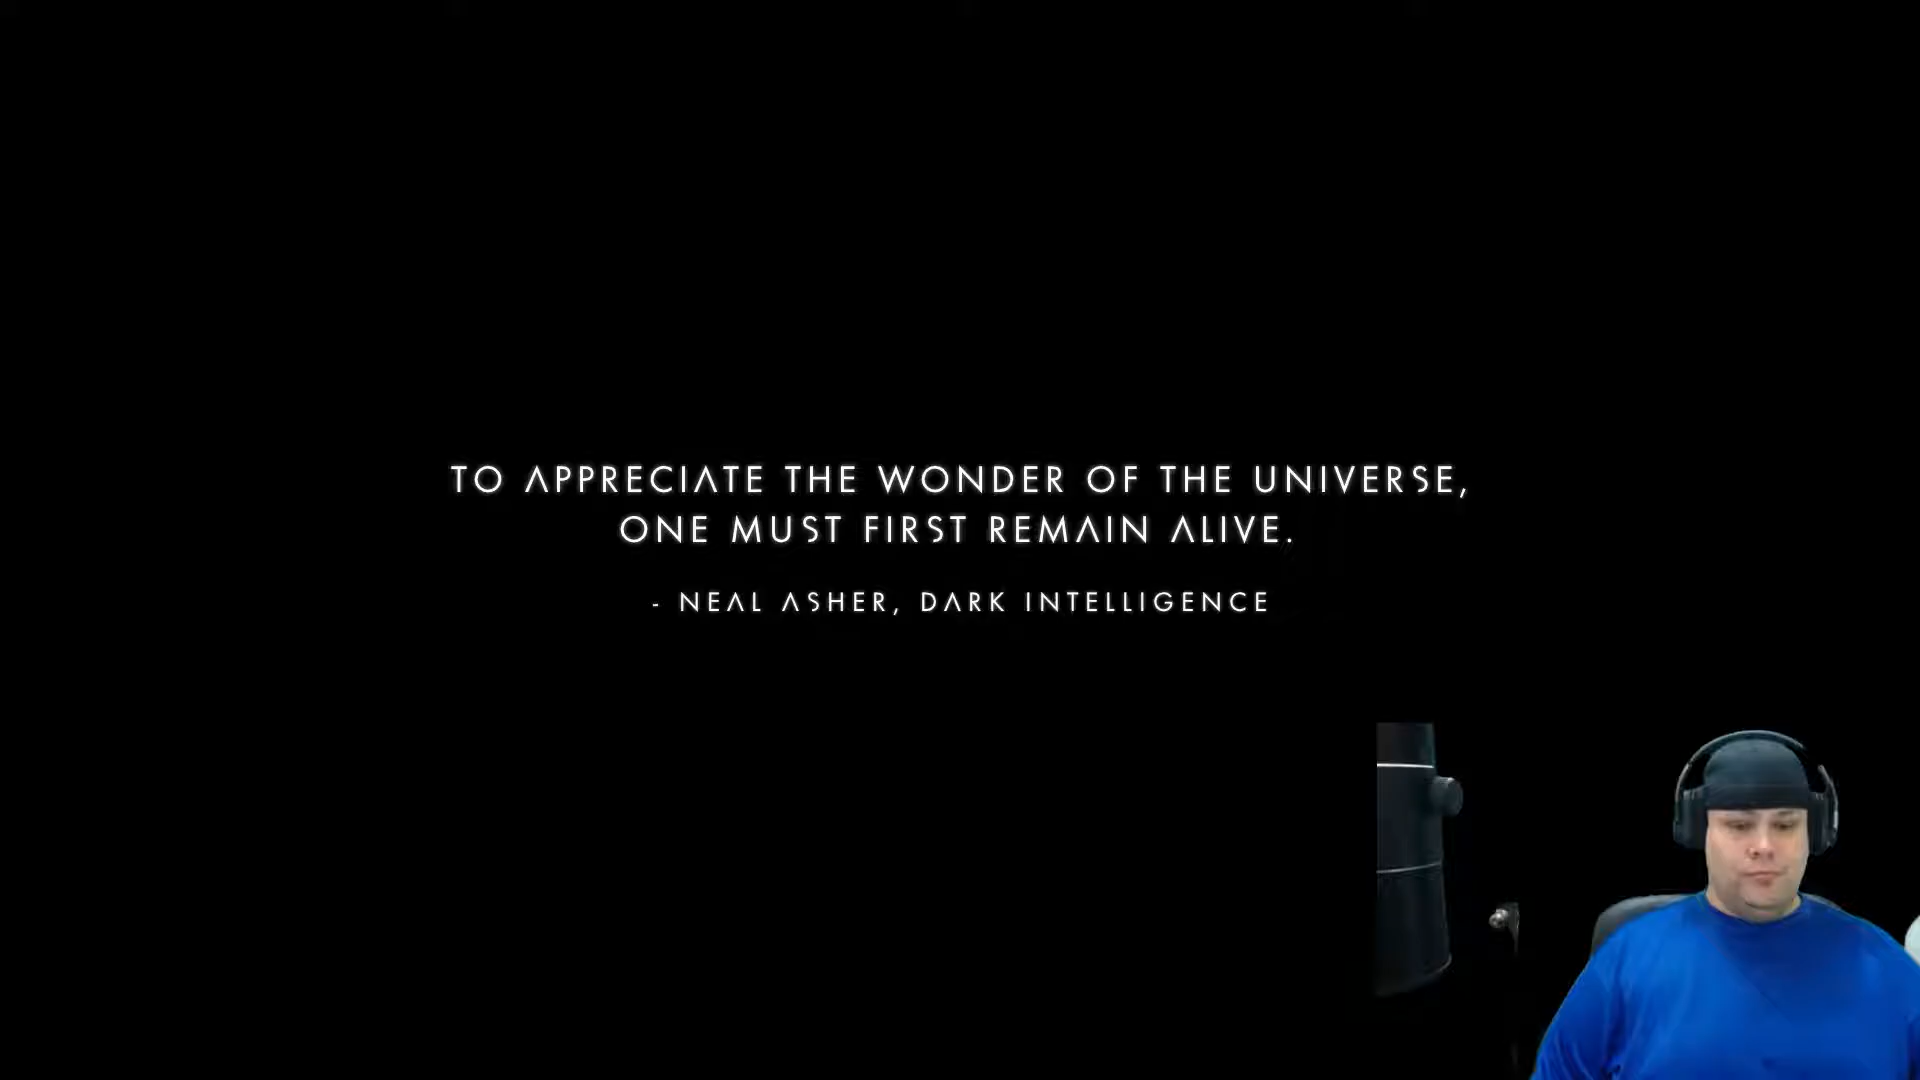 TO APPRECIATE THE WONDER OF THE UNIVERSE,
ONE MUST FIRST REMAIN ALIVE.
- NEAL ASHER, DARK INTELLIGENCE